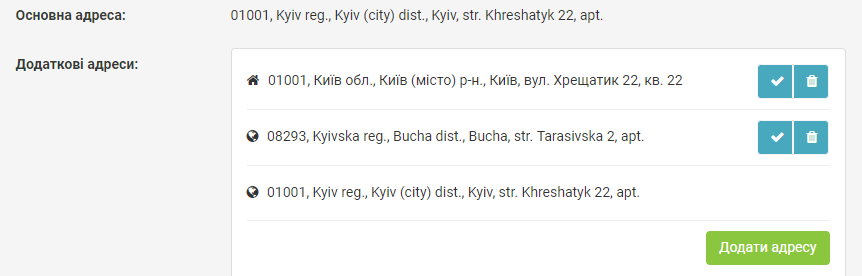 Основна адреса: 01001, Kyiv reg., Kyiv (city) dist., Kyiv, str. Khreshatyk 22, apt.
Додаткові адреси:
01001, Київ обл., Київ (місто) р-н., Київ, вул. Хрещатик 22, кв. 22
08293, Kyivska reg., Bucha dist., Bucha, str. Tarasivska 2, apt.
01001, Kyiv reg., Kyiv (city) dist., Kyiv, str. Khreshatyk 22, apt.
Додати адресу